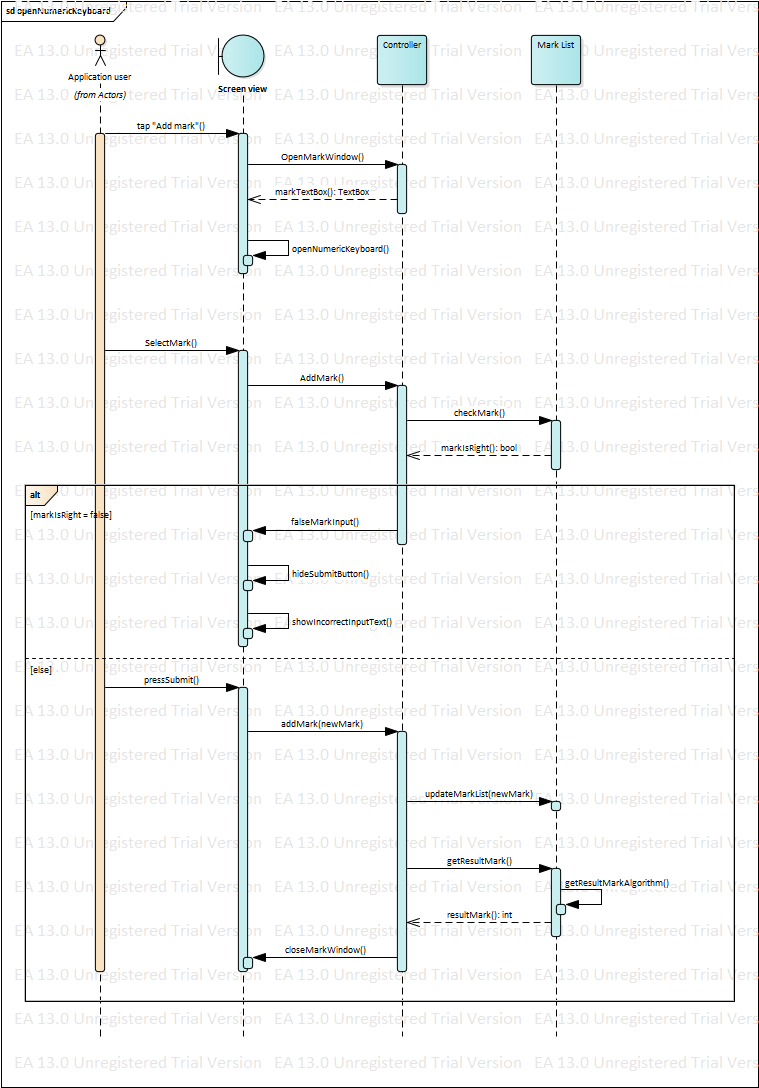 sd openNumericKeyboard
Controller
Mark List
Application user
(from Actors)
Screen view
tap "Add mark"()
OpenMarkWindow()
markTextBox(): TextBox
openNumericKeyboard()
SelectMark()
AddMark()
checkMark()
markIsRight(): bool
alt
[markIsRight = false]
falseMarkInput()
hideSubmitButton()
showIncorrectInputText()
[else]
pressSubmit()
addMark(newMark)
updateMarkList(newMark)
getResultMark()
getResultMarkAlgorithm()
resultMark(): int
closeMarkWindow()
EA 13.0 Unregistered Trial Version